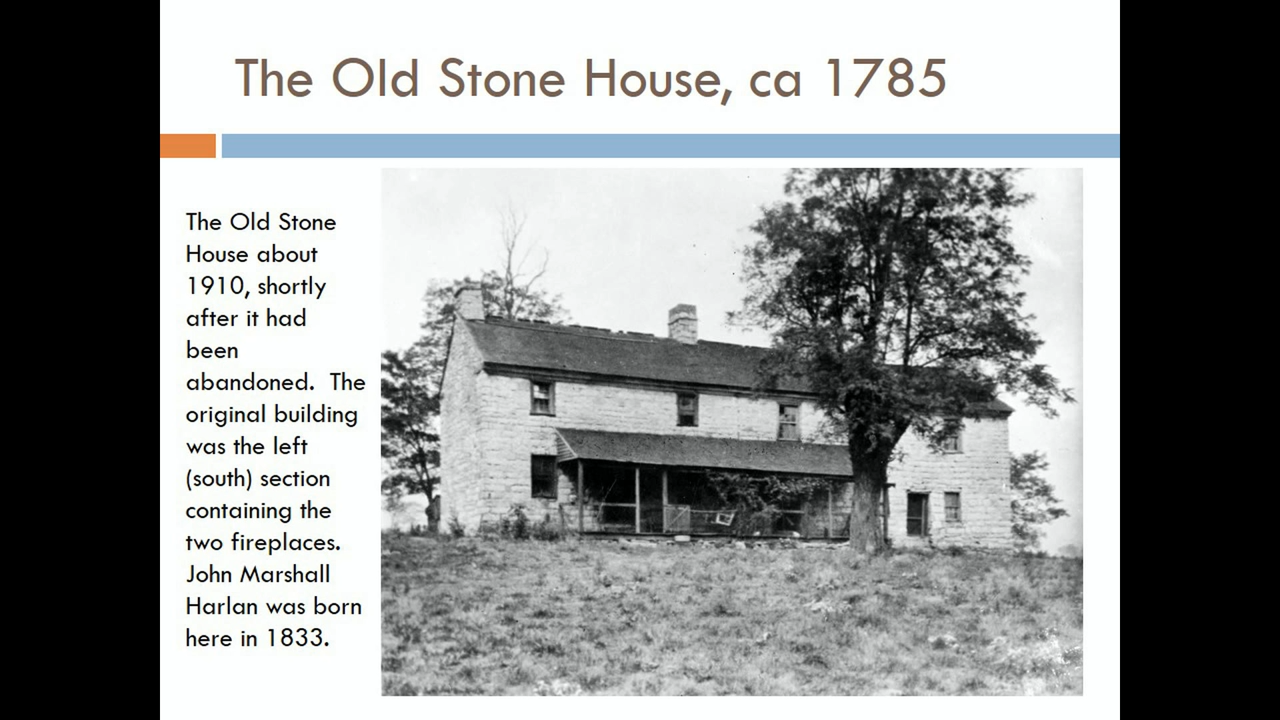 The Old Stone House, ca 1785
The Old Stone
House about
1910, shortly
after it had
been
abandoned.  The
original building
was the left
(south) section
containing the
two fireplaces.
John Marshall
Harlan was born
here in 1833.